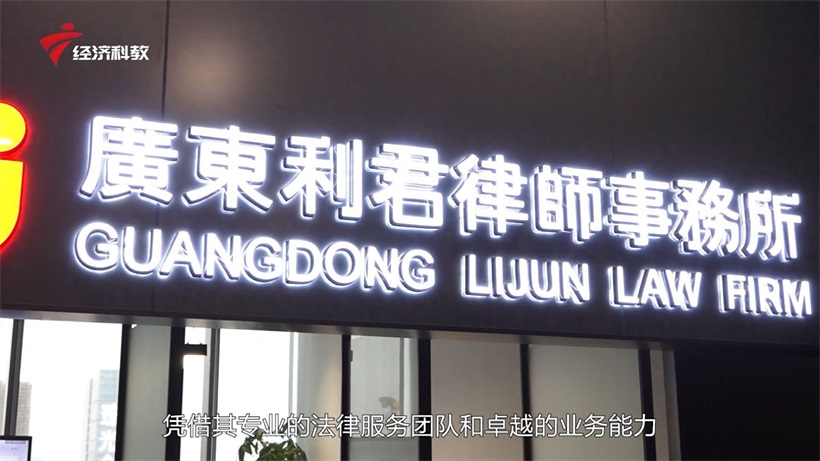 经济科教
廣東利君律師事務所
GUANGDONG LIJUN LAW FIRM
凭借其专业的法律服务团队和卓越的业务能力